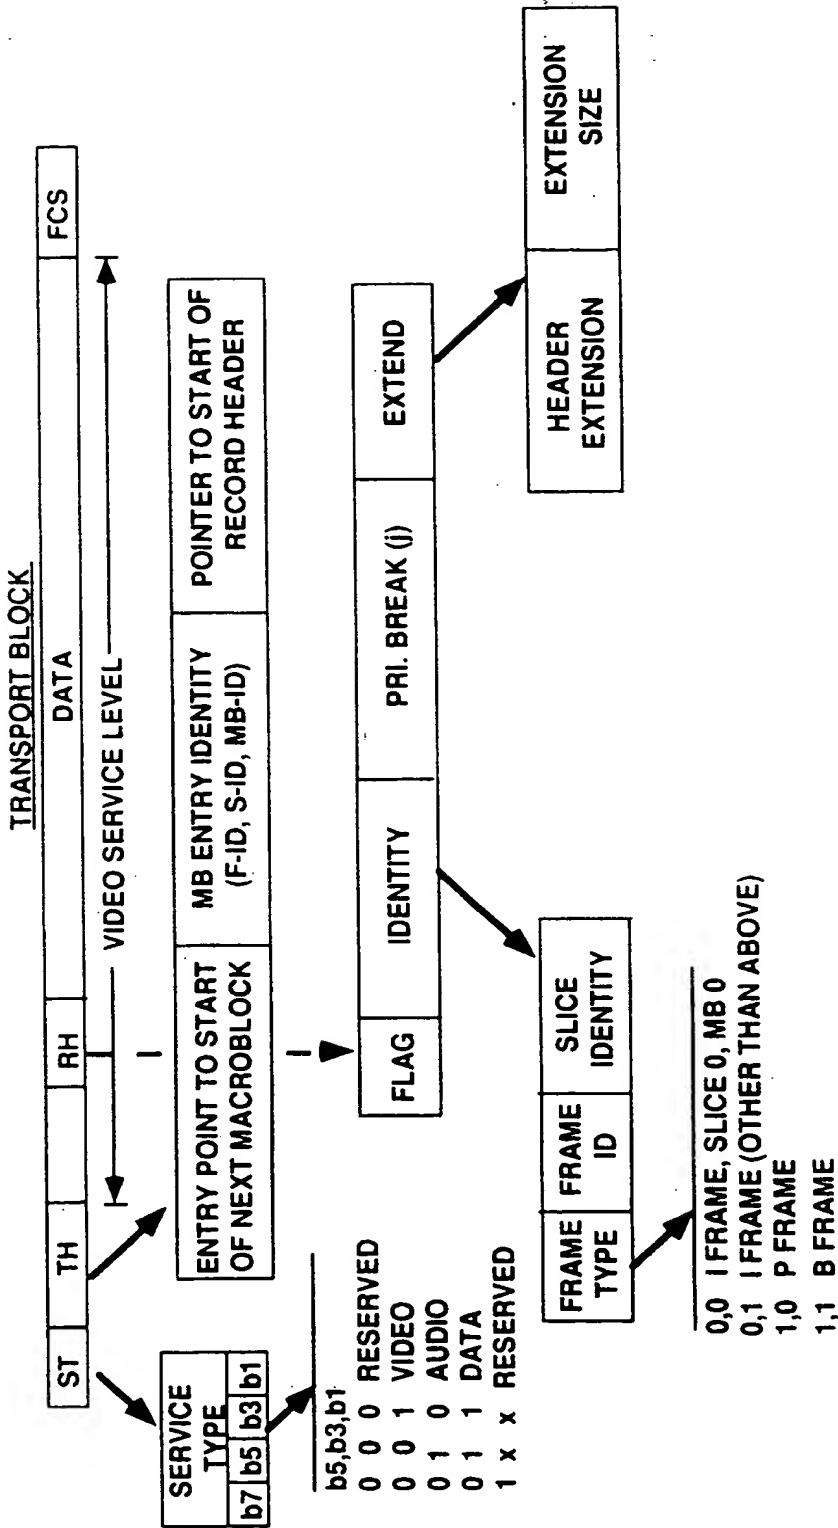 TRANSPORT BLOCK
ST
TH
RH
DATA
FCS
VIDEO SERVICE LEVEL
SERVICE
TYPE
b7 b5 b3 b1
b5,b3,b1
0 0 0 RESERVED
0 0 1 VIDEO
0 1 0 AUDIO
0 1 1 DATA
1 x x RESERVED
ENTRY POINT TO START
OF NEXT MACROBLOCK
MB ENTRY IDENTITY
(F-ID, S-ID, MB-ID)
POINTER TO START OF
RECORD HEADER
FLAG
IDENTITY
PRI. BREAK (j)
EXTEND
FRAME
TYPE
FRAME
ID
SLICE
IDENTITY
HEADER
EXTENSION
EXTENSION
SIZE
0,0 I FRAME, SLICE 0, MB 0
0,1 I FRAME (OTHER THAN ABOVE)
1,0 P FRAME
1,1 B FRAME